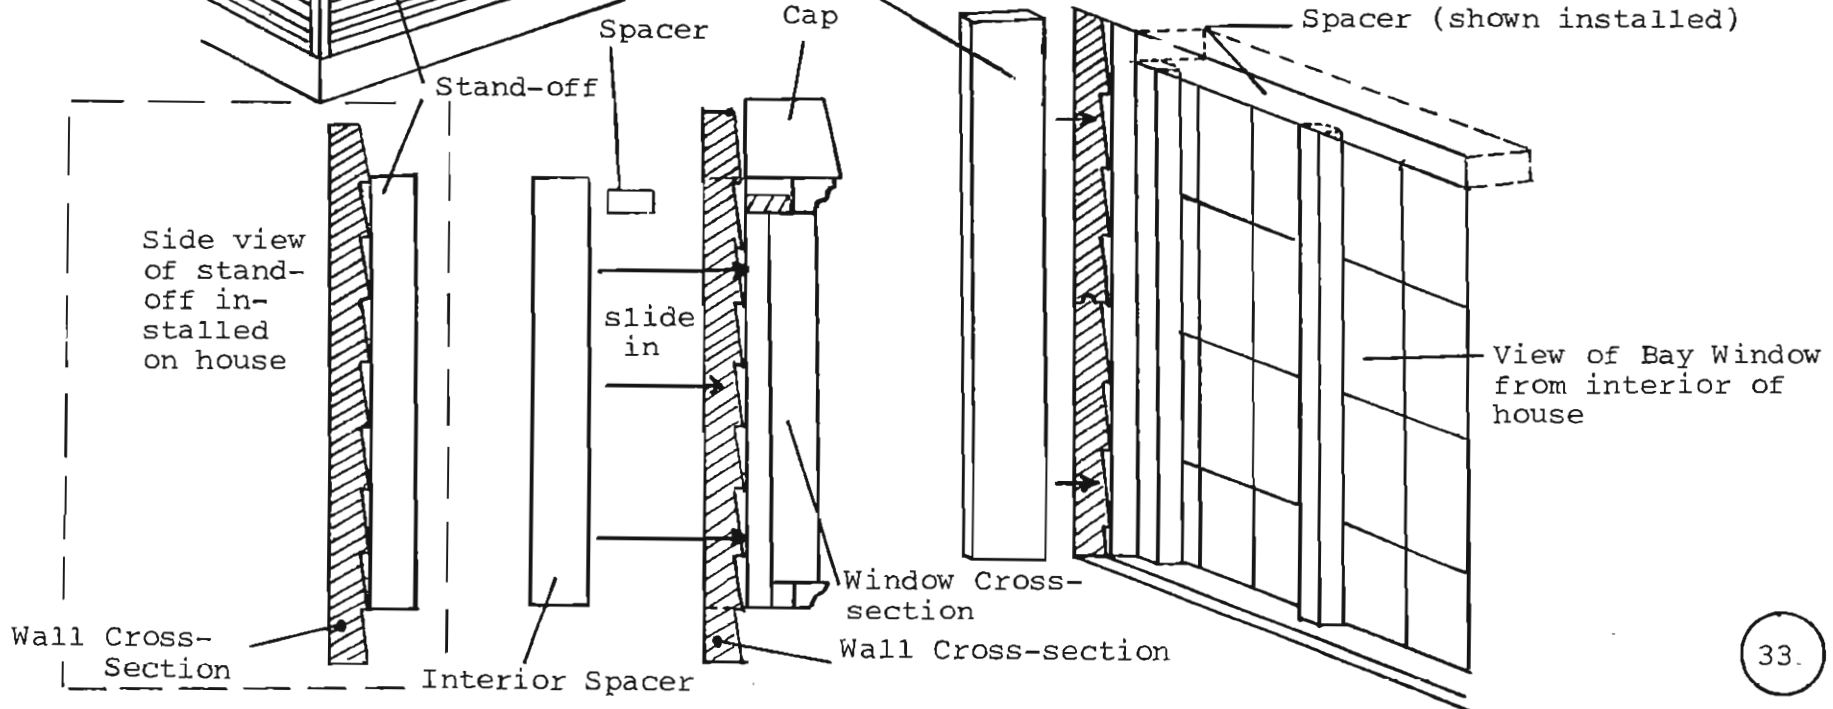 Spacer
Cap
Spacer (shown installed)
Stand-off
Side view
of stand-
off in-
stalled
on house
slide
in
View of Bay Window
from interior of
house
Window Cross-
section
Wall Cross-section
Wall Cross-
Section
Interior Spacer
33.